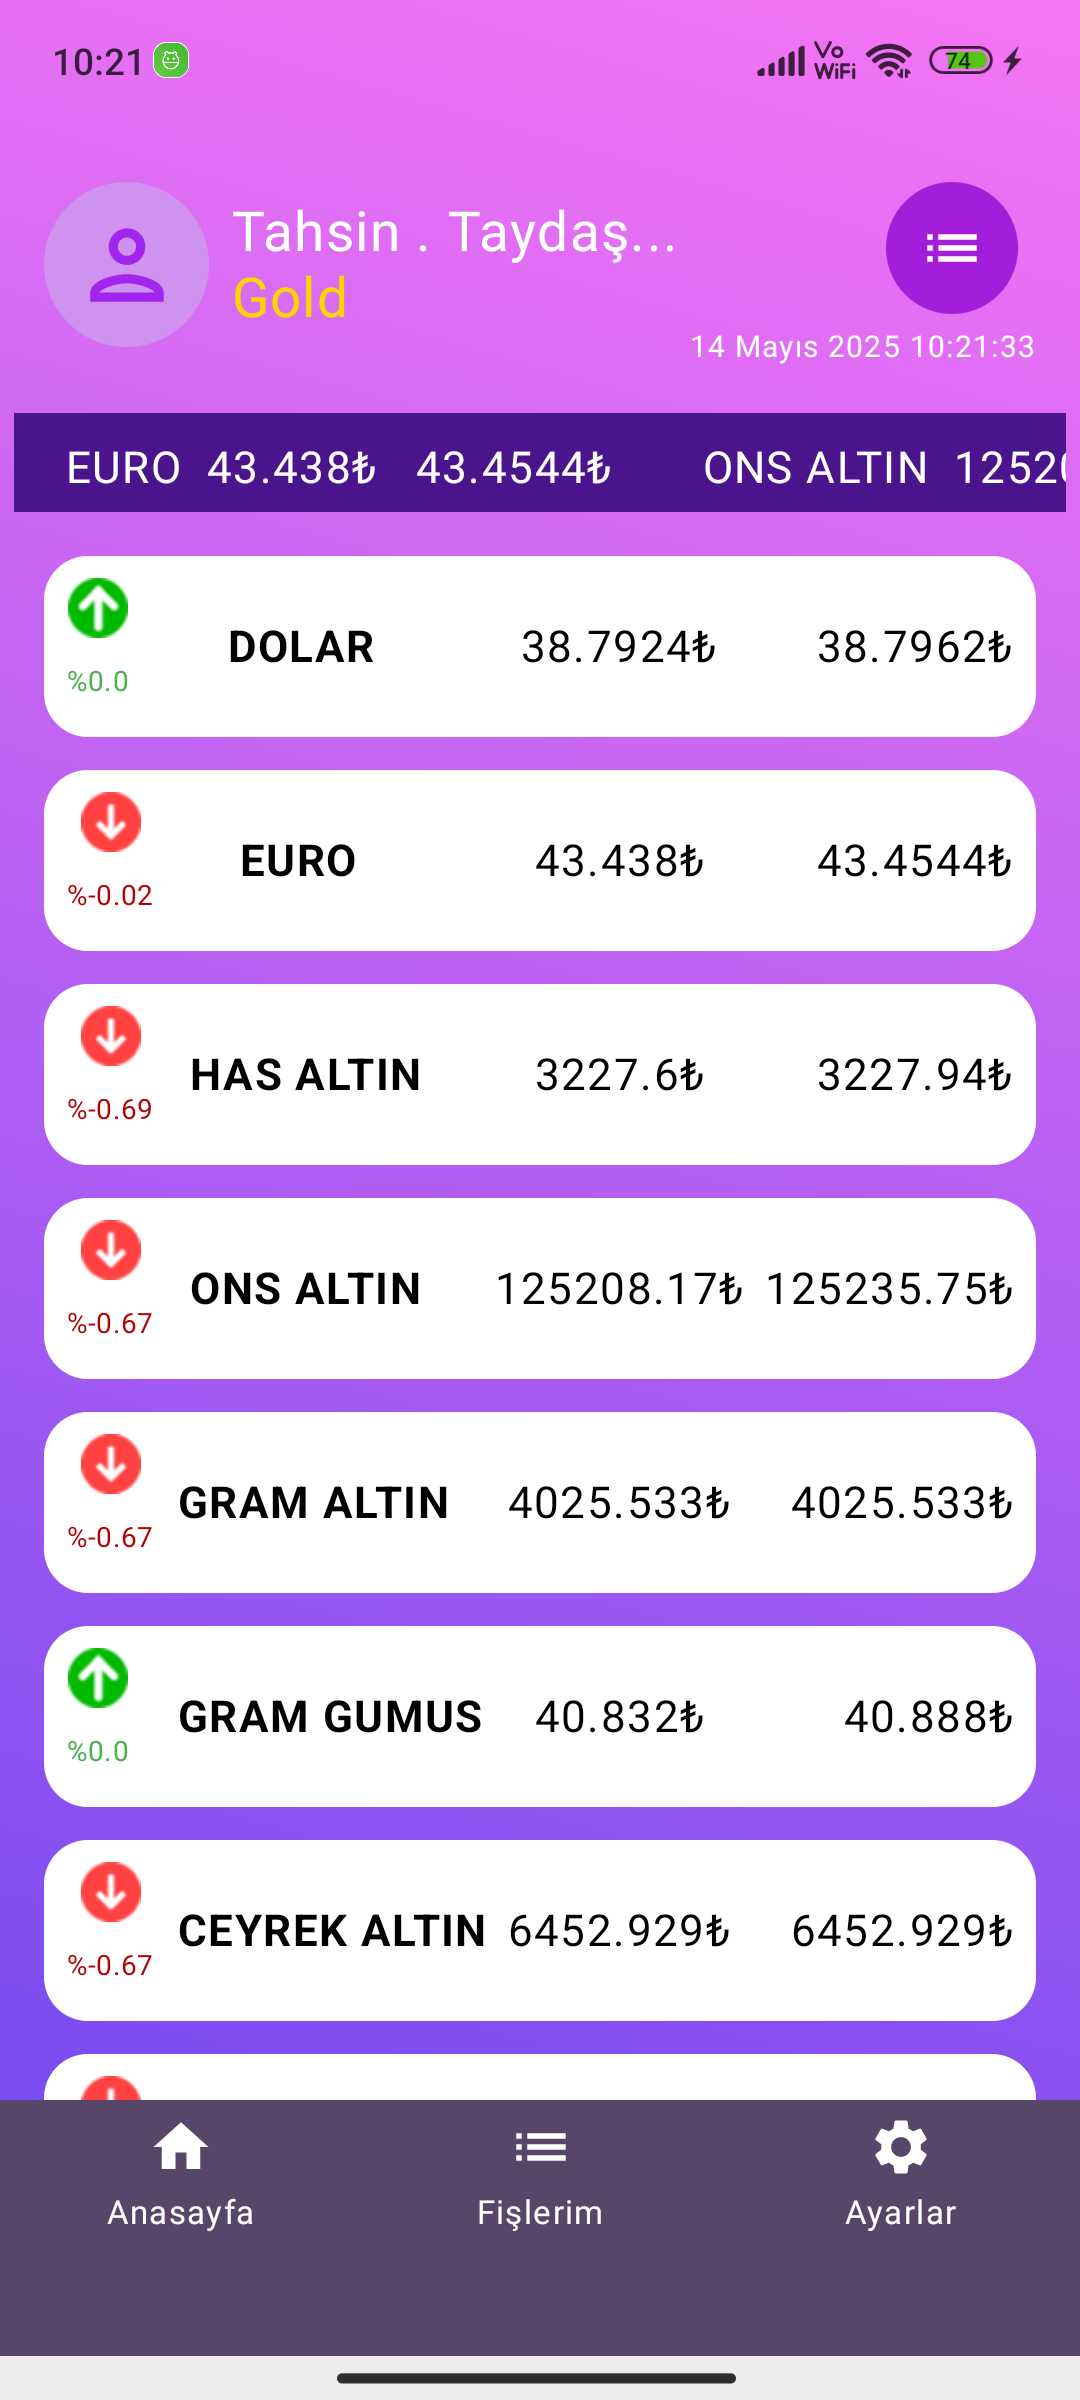 10:21 Vo WiFi 74
Tahsin . Taydaş...
Gold
14 Mayıs 2025 10:21:33
EURO 43.438₺ 43.4544₺ ONS ALTIN 12520
%0.0 DOLAR 38.7924₺ 38.7962₺
%-0.02 EURO 43.438₺ 43.4544₺
%-0.69 HAS ALTIN 3227.6₺ 3227.94₺
%-0.67 ONS ALTIN 125208.17₺ 125235.75₺
%-0.67 GRAM ALTIN 4025.533₺ 4025.533₺
%0.0 GRAM GUMUS 40.832₺ 40.888₺
%-0.67 CEYREK ALTIN 6452.929₺ 6452.929₺
Anasayfa Fişlerim Ayarlar